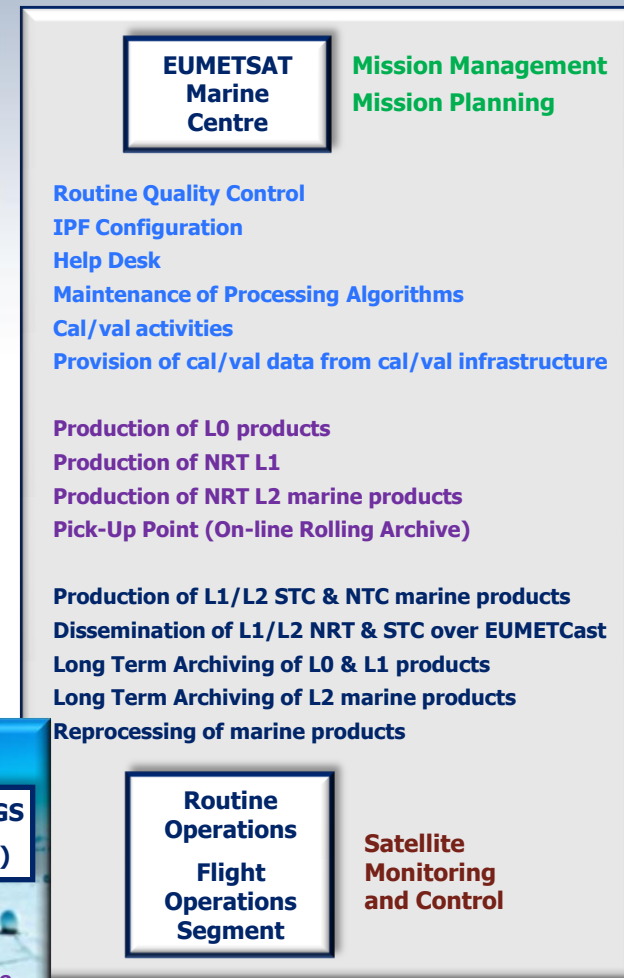 EUMETSAT
Marine
Centre
Mission Management
Mission Planning
Routine Quality Control
IPF Configuration
Help Desk
Maintenance of Processing Algorithms
Cal/val activities
Provision of cal/val data from cal/val infrastructure
Production of L0 products
Production of NRT L1
Production of NRT L2 marine products
Pick-Up Point (On-line Rolling Archive)
Production of L1/L2 STC & NTC marine products
Dissemination of L1/L2 NRT & STC over EUMETCast
Long Term Archiving of L0 & L1 products
Long Term Archiving of L2 marine products
Reprocessing of marine products
GS
)
Routine
Operations
Flight
Operations
Segment
Satellite
Monitoring
and Control